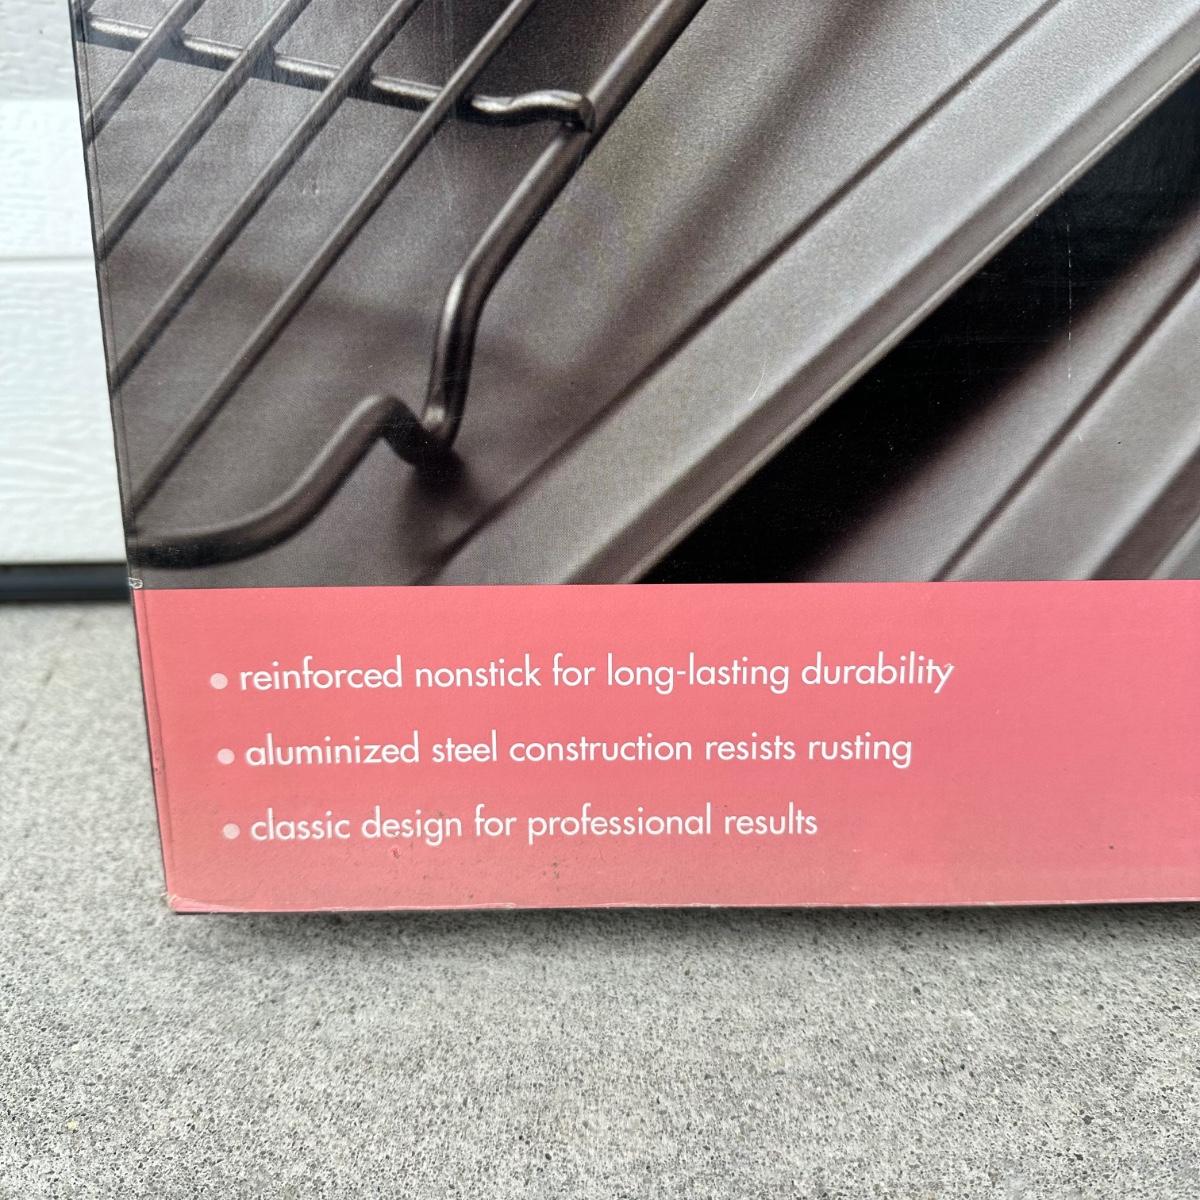 • reinforced nonstick for long-lasting durability
• aluminized steel construction resists rusting
• classic design for professional results